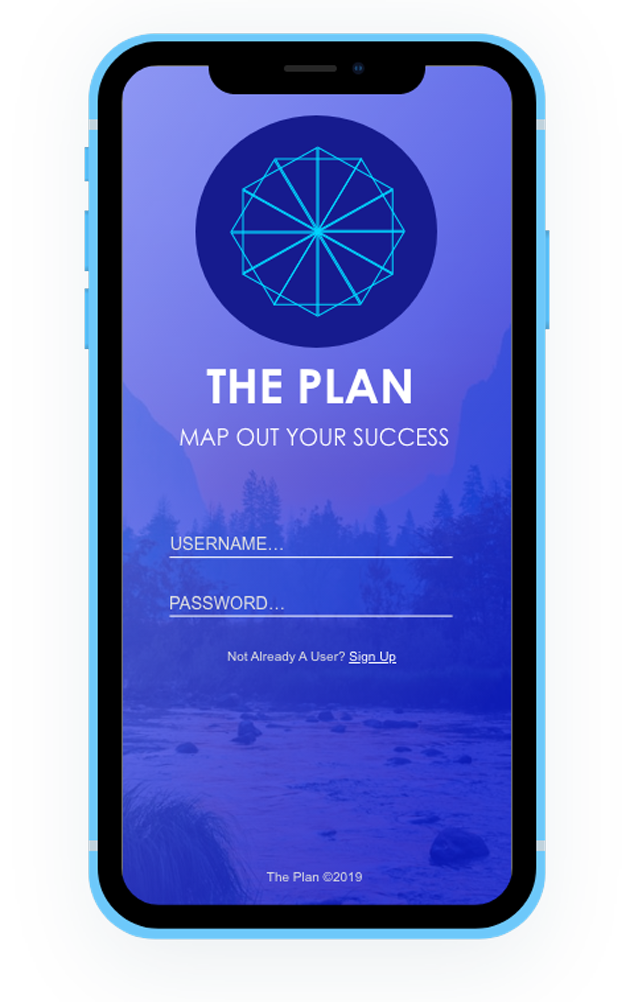 THE PLAN
MAP OUT YOUR SUCCESS
USERNAME...
PASSWORD...
Not Already A User? Sign Up
The Plan ©2019